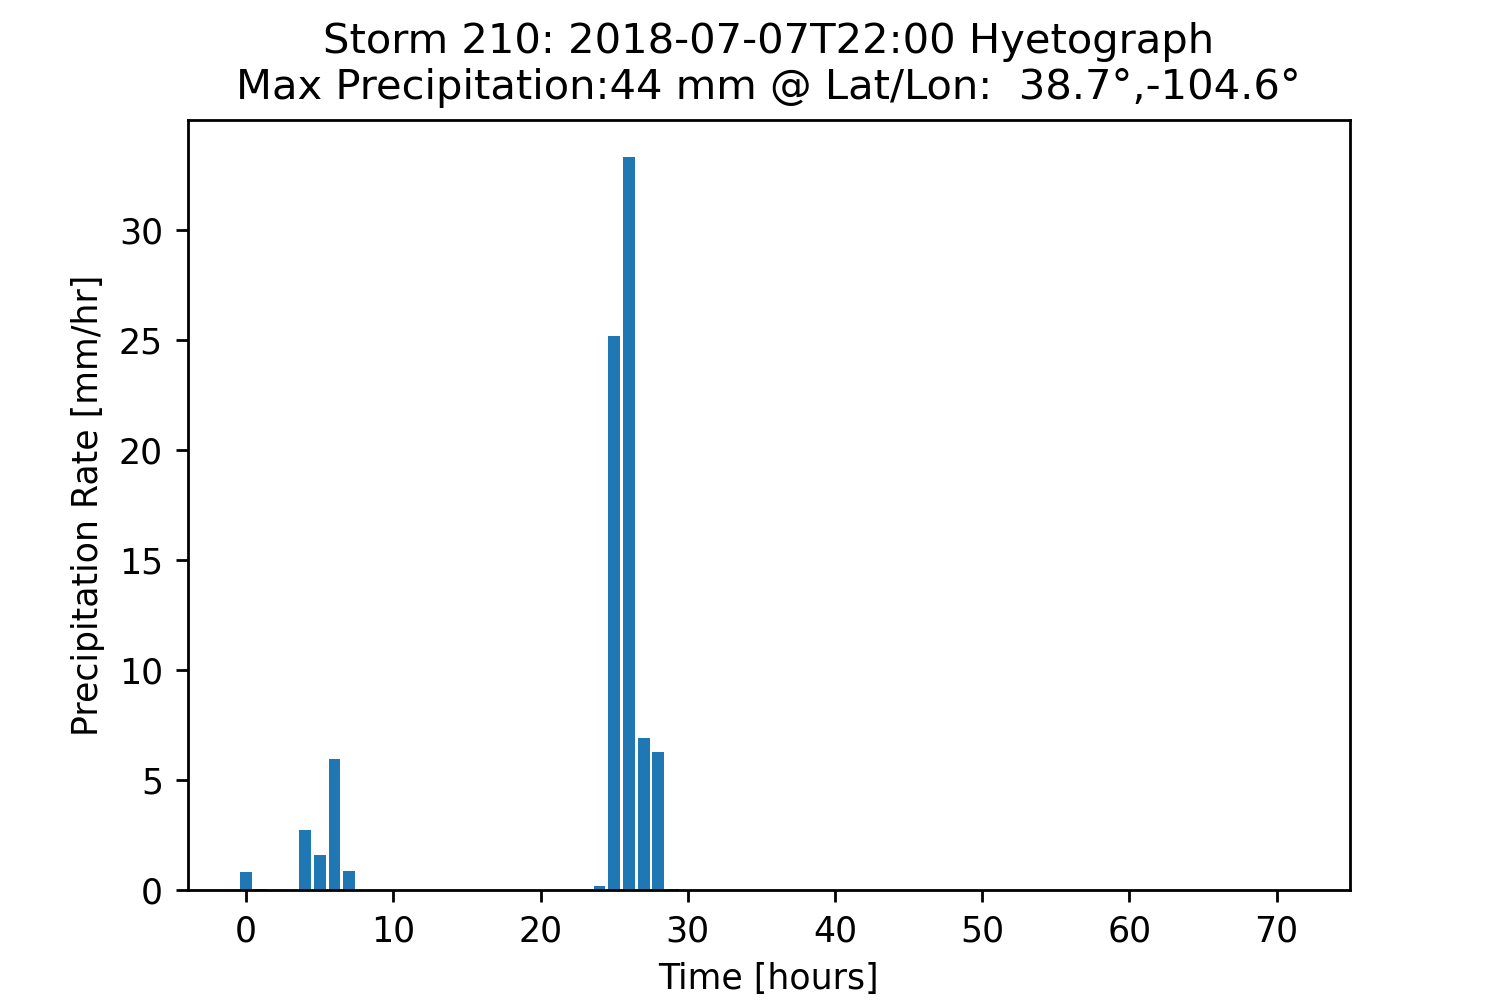 Storm 210: 2018-07-07T22:00 Hyetograph
Max Precipitation:44 mm @ Lat/Lon:  38.7°,-104.6°
Precipitation Rate [mm/hr]
30
25
20
15
10
5
0
0 10 20 30 40 50 60 70
Time [hours]